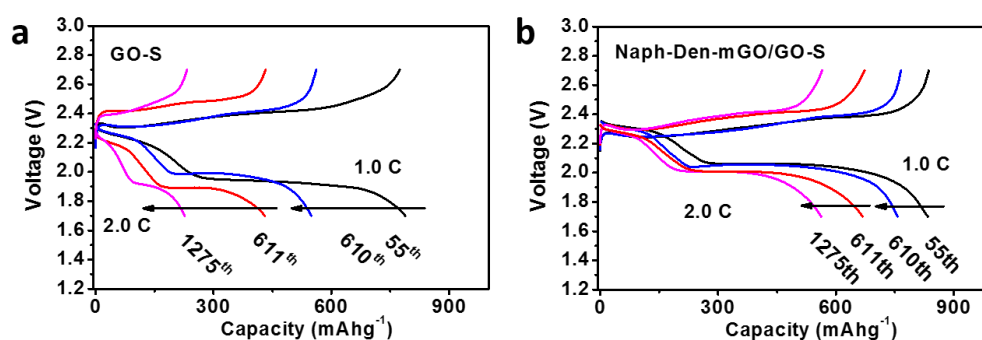 a
GO-S
3.0
2.8
2.6
2.4
2.2
2.0
1.8
1.6
1.4
1.2
Voltage (V)
1.0 C
2.0 C
1275th
611th
610th
55th
0
300
600
900
Capacity (mAhg-1)
b
Naph-Den-mGO/GO-S
3.0
2.8
2.6
2.4
2.2
2.0
1.8
1.6
1.4
1.2
Voltage (V)
1.0 C
2.0 C
1275th
611th
610th
55th
0
300
600
900
Capacity (mAhg-1)